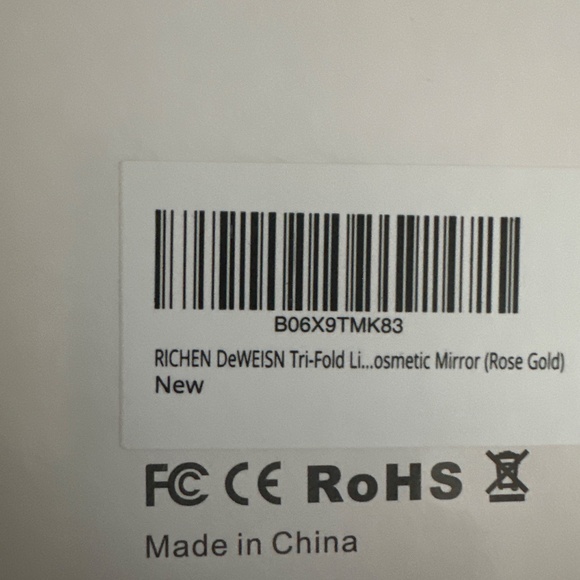 B06X9TMK83
RICHEN DeWEISN Tri-Fold Li...osmetic Mirror (Rose Gold)
New
FC CE RoHS
Made in China